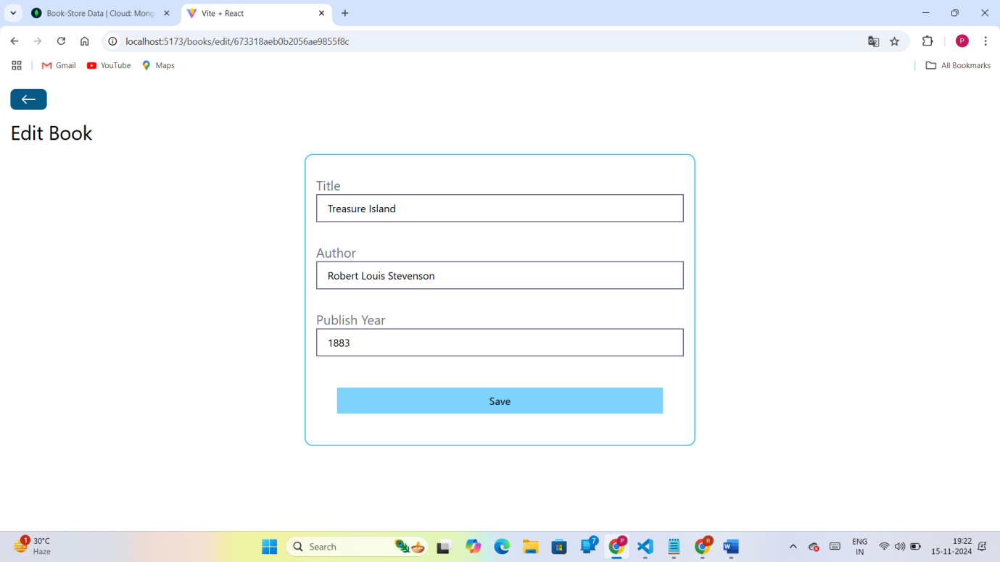 Book-Store Data | Cloud: Mong
Vite + React
localhost:5173/books/edit/673318aeb0b2056ae9855f8c
P
Gmail
YouTube
Maps
All Bookmarks
Edit Book
Title
Treasure Island
Author
Robert Louis Stevenson
Publish Year
1883
Save
1
30°C
Haze
Search
7
P
R
W
ENG
IN
19:22
15-11-2024